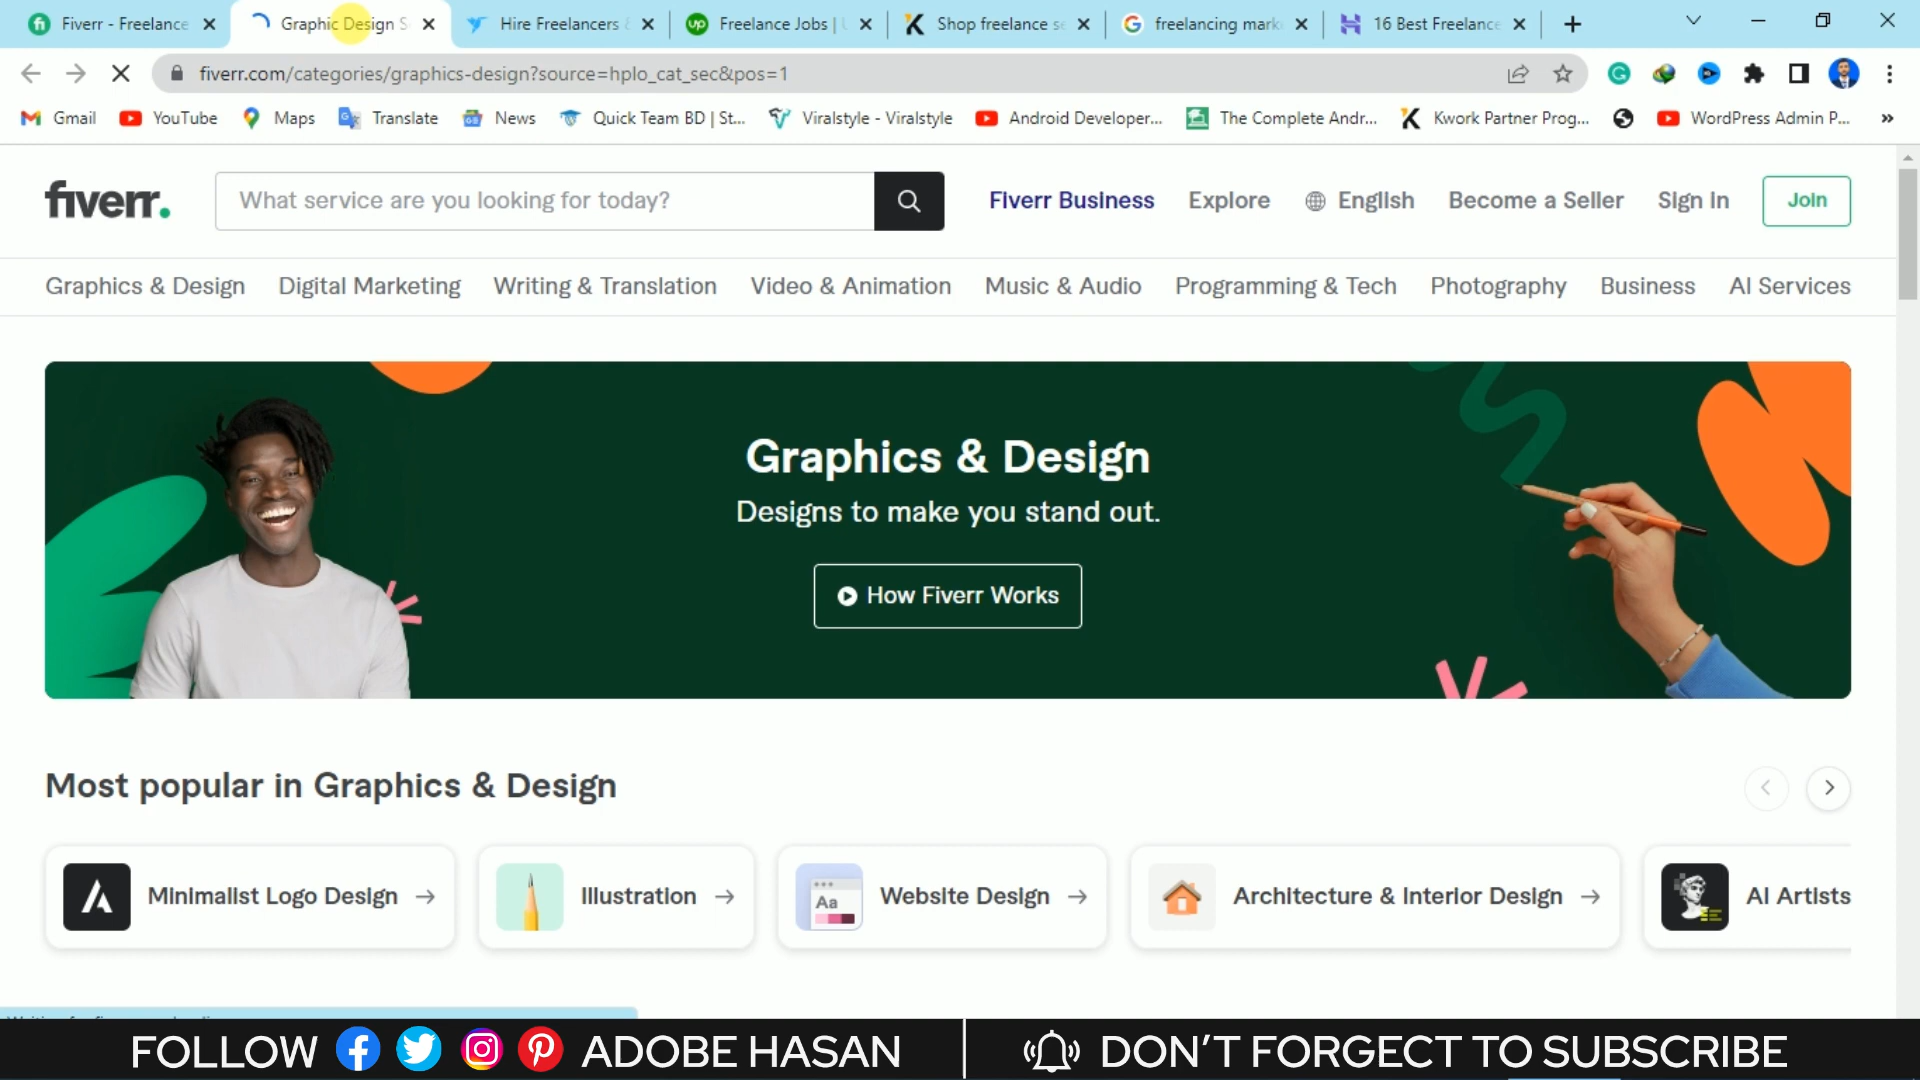 Fiverr - Freelance
Graphic Design S
Hire Freelancers &
Freelance Jobs |
Shop freelance se
freelancing mark
16 Best Freelance
fiverr.com/categories/graphics-design?source=hplo_cat_sec&pos=1
Gmail
YouTube
Maps
Translate
News
Quick Team BD | St...
Viralstyle - Viralstyle
Android Developer...
The Complete Andr...
Kwork Partner Prog...
WordPress Admin P...
»
fiverr.
What service are you looking for today?
Fiverr Business
Explore
English
Become a Seller
Sign In
Join
Graphics & Design
Digital Marketing
Writing & Translation
Video & Animation
Music & Audio
Programming & Tech
Photography
Business
AI Services
Graphics & Design
Designs to make you stand out.
How Fiverr Works
Most popular in Graphics & Design
Minimalist Logo Design →
Illustration →
Aa
Website Design →
Architecture & Interior Design →
AI Artists
FOLLOW
ADOBE HASAN
DON'T FORGECT TO SUBSCRIBE